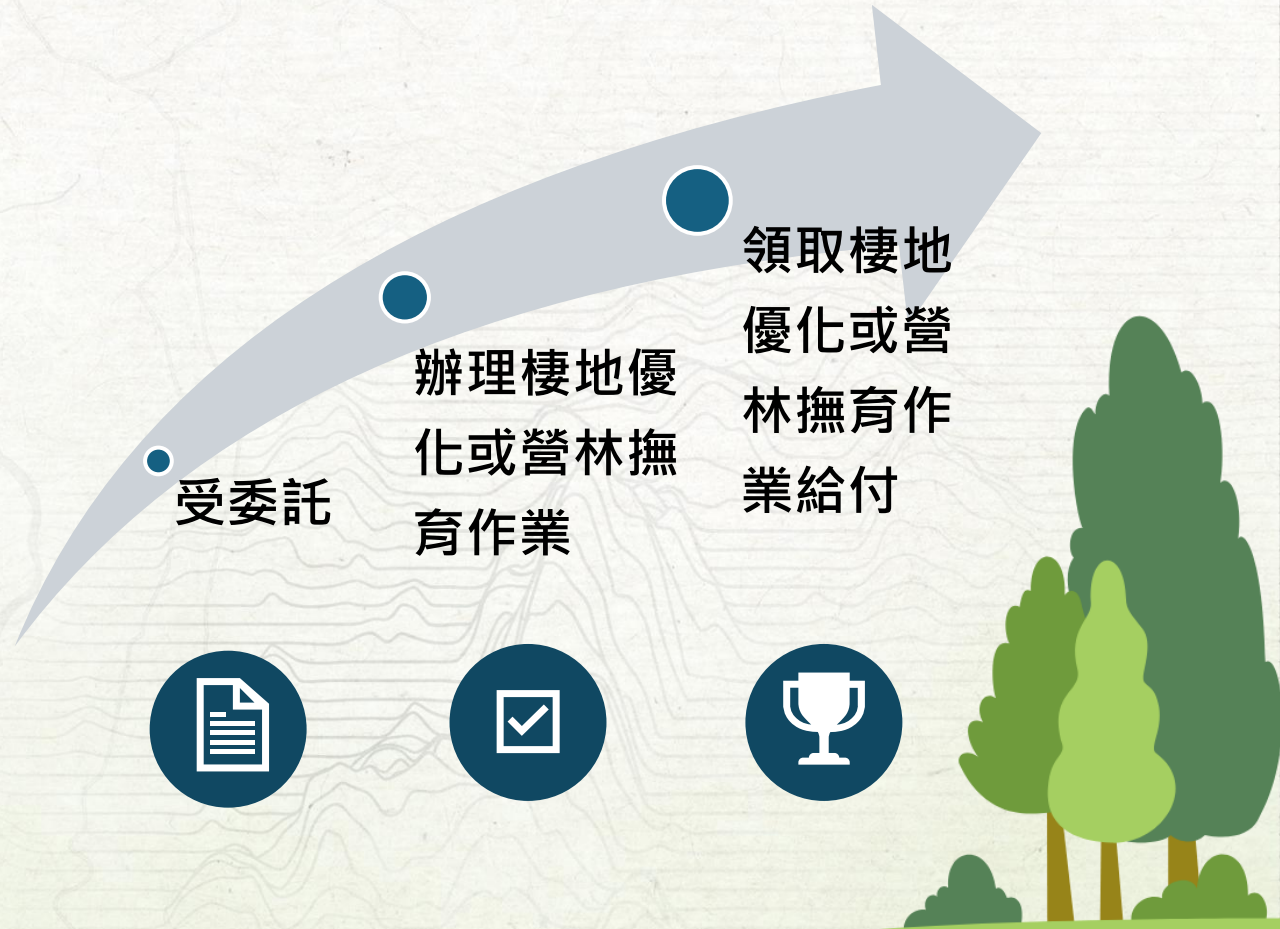 受委託
辦理棲地優
化或營林撫
育作業
領取棲地
優化或營
林撫育作
業給付